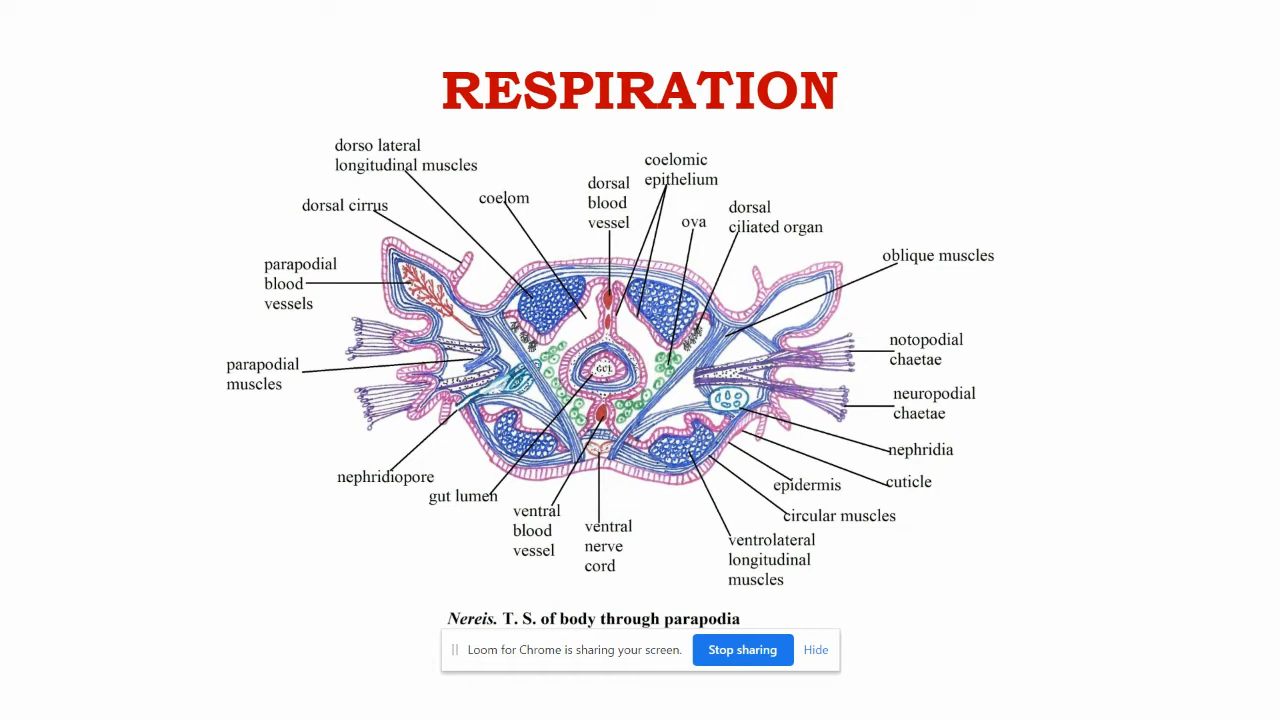 RESPIRATION
dorso lateral
longitudinal muscles
coelomic
epithelium
dorsal
blood
vessel
coelom
dorsal cirrus
ova
dorsal
ciliated organ
oblique muscles
parapodial
blood
vessels
notopodial
chaetae
parapodial
muscles
GUL
neuropodial
chaetae
nephridia
nephridiopore
gut lumen
cuticle
epidermis
ventral
blood
vessel
circular muscles
ventral
nerve
cord
ventrolateral
longitudinal
muscles
Nereis. T. S. of body through parapodia
Loom for Chrome is sharing your screen.
Stop sharing
Hide